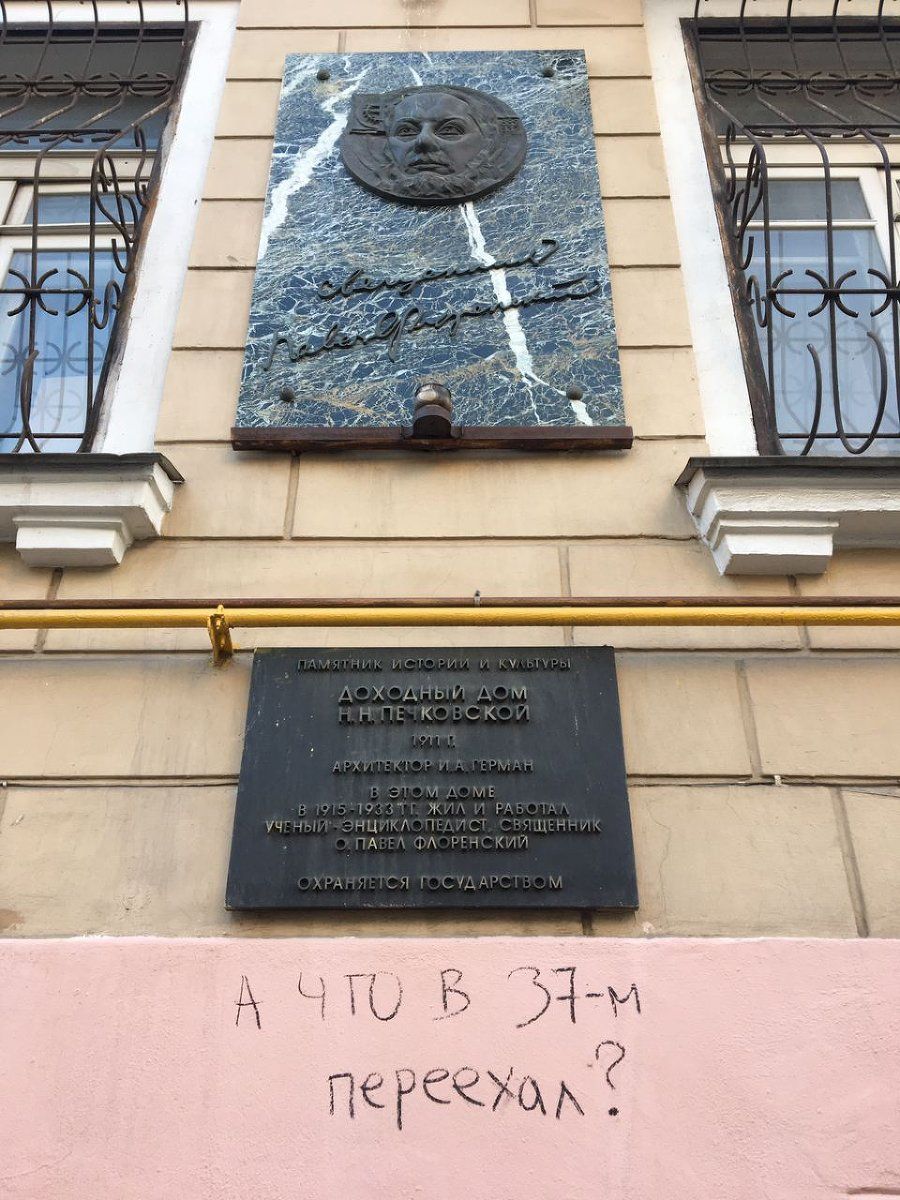 священник
Павел Флоренский
ПАМЯТНИК ИСТОРИИ И КУЛЬТУРЫ
ДОХОДНЫЙ ДОМ
Н.Н. ПЕЧКОВСКОЙ
1911 Г.
АРХИТЕКТОР И.А. ГЕРМАН
В ЭТОМ ДОМЕ
В 1915-1933 ГГ. ЖИЛ И РАБОТАЛ
УЧЕНЫЙ-ЭНЦИКЛОПЕДИСТ, СВЯЩЕННИК
О. ПАВЕЛ ФЛОРЕНСКИЙ
ОХРАНЯЕТСЯ ГОСУДАРСТВОМ
А ЧТО В 37-м
переехал?